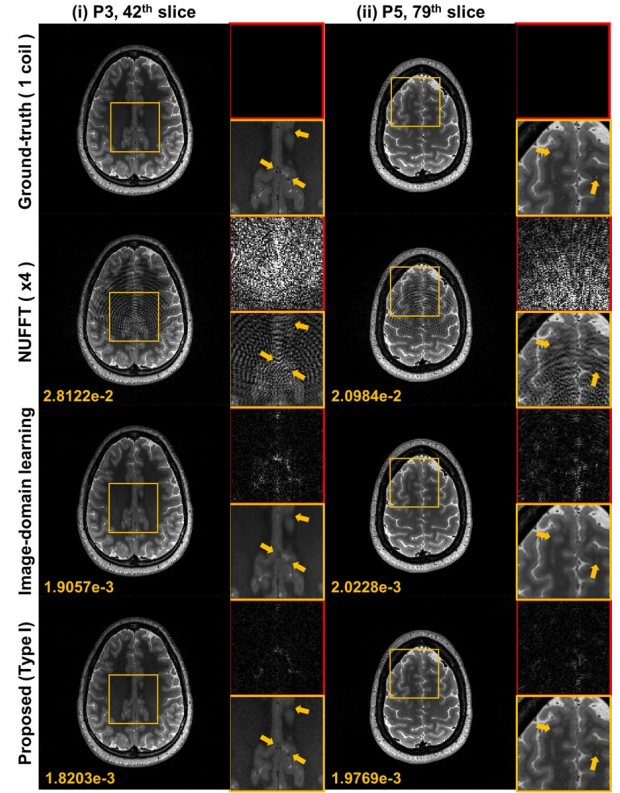 (i) P3, 42th slice
(ii) P5, 79th slice
Ground-truth ( 1 coil)
NUFFT ( x4)
2.8122e-2
2.0984e-2
Image-domain learning
1.9057e-3
2.0228e-3
Proposed (Type I)
1.8203e-3
1.9769e-3